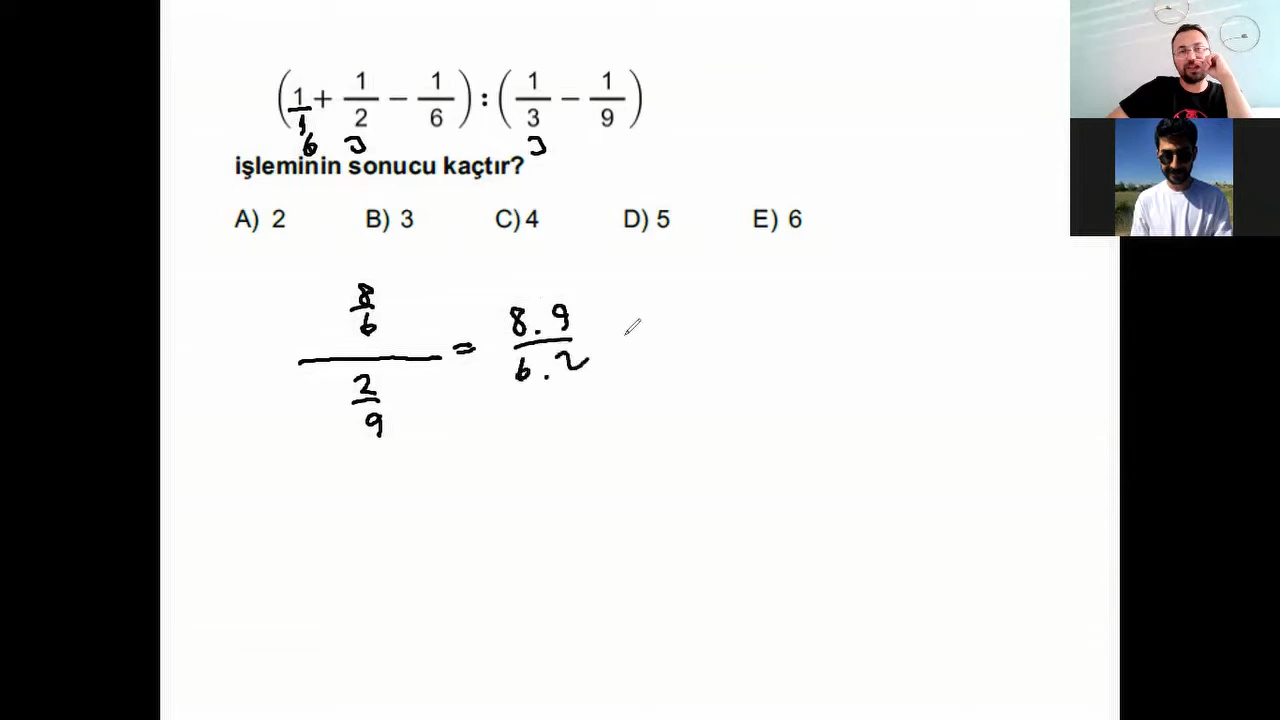 (1 + 1/2 − 1/6) : (1/3 − 1/9)
1 6 3 3
işleminin sonucu kaçtır?
A) 2 B) 3 C) 4 D) 5 E) 6
8/6 / 2/9 = 8.9/6.2